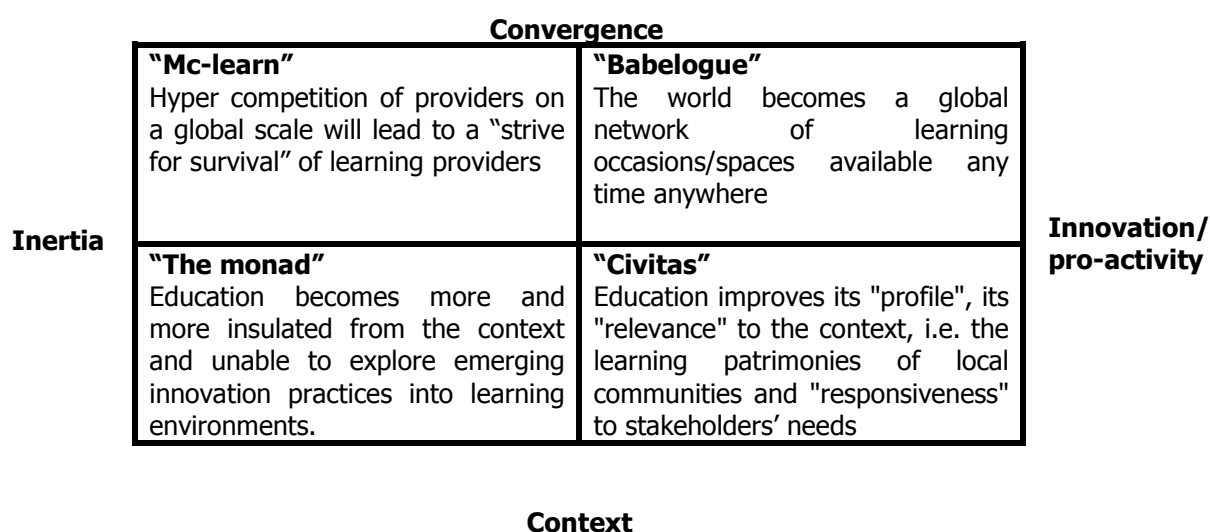 Convergence
“Mc-learn”
Hyper competition of providers on
a global scale will lead to a “strive
for survival” of learning providers
“Babelogue”
The world becomes a global
network of learning
occasions/spaces available any
time anywhere
Inertia
Innovation/
pro-activity
“The monad”
Education becomes more and
more insulated from the context
and unable to explore emerging
innovation practices into learning
environments.
“Civitas”
Education improves its "profile", its
"relevance" to the context, i.e. the
learning patrimonies of local
communities and "responsiveness"
to stakeholders’ needs
Context